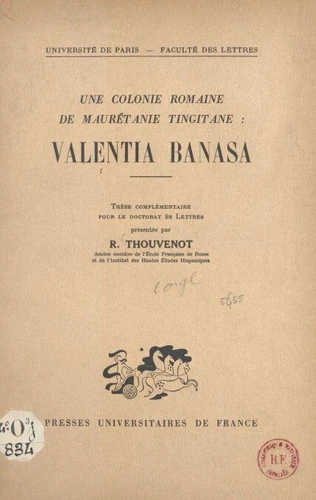 UNIVERSITÉ DE PARIS — FACULTÉ DES LETTRES
UNE COLONIE ROMAINE
DE MAURÉTANIE TINGITANE :
VALENTIA BANASA
THÈSE COMPLÉMENTAIRE
POUR LE DOCTORAT ÈS LETTRES
présentée par
R. THOUVENOT
Ancien membre de l'École Française de Rome
et de l'Institut des Hautes Études Hispaniques
PRESSES UNIVERSITAIRES DE FRANCE
884
R.F